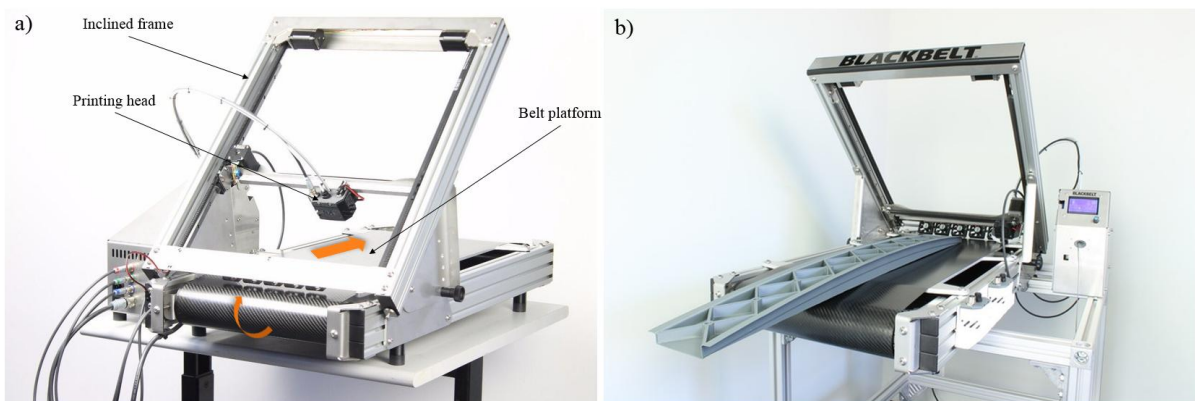 a)
Inclined frame
Printing head
Belt platform
b)
BLACKBELT
BLACKBELT